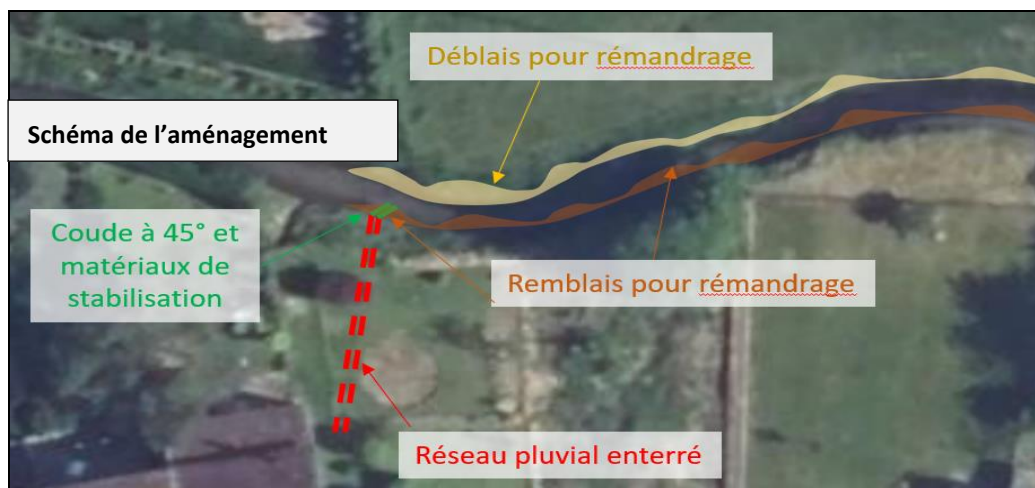 Déblais pour rémandrage
Schéma de l’aménagement
Coude à 45° et
matériaux de
stabilisation
Remblais pour rémandrage
Réseau pluvial enterré